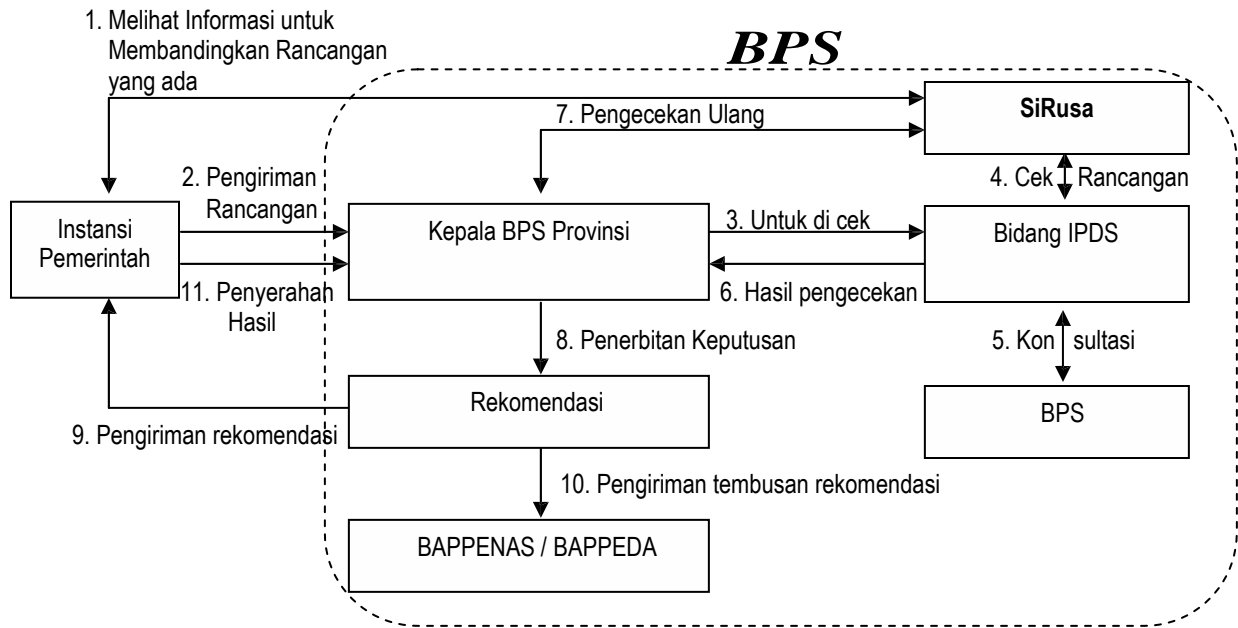 1. Melihat Informasi untuk
Membandingkan Rancangan
yang ada
BPS
SiRusa
7. Pengecekan Ulang
4. Cek Rancangan
2. Pengiriman
Rancangan
Instansi
Pemerintah
Kepala BPS Provinsi
3. Untuk di cek
Bidang IPDS
11. Penyerahan
Hasil
6. Hasil pengecekan
8. Penerbitan Keputusan
5. Kon sultasi
Rekomendasi
BPS
9. Pengiriman rekomendasi
10. Pengiriman tembusan rekomendasi
BAPPENAS / BAPPEDA